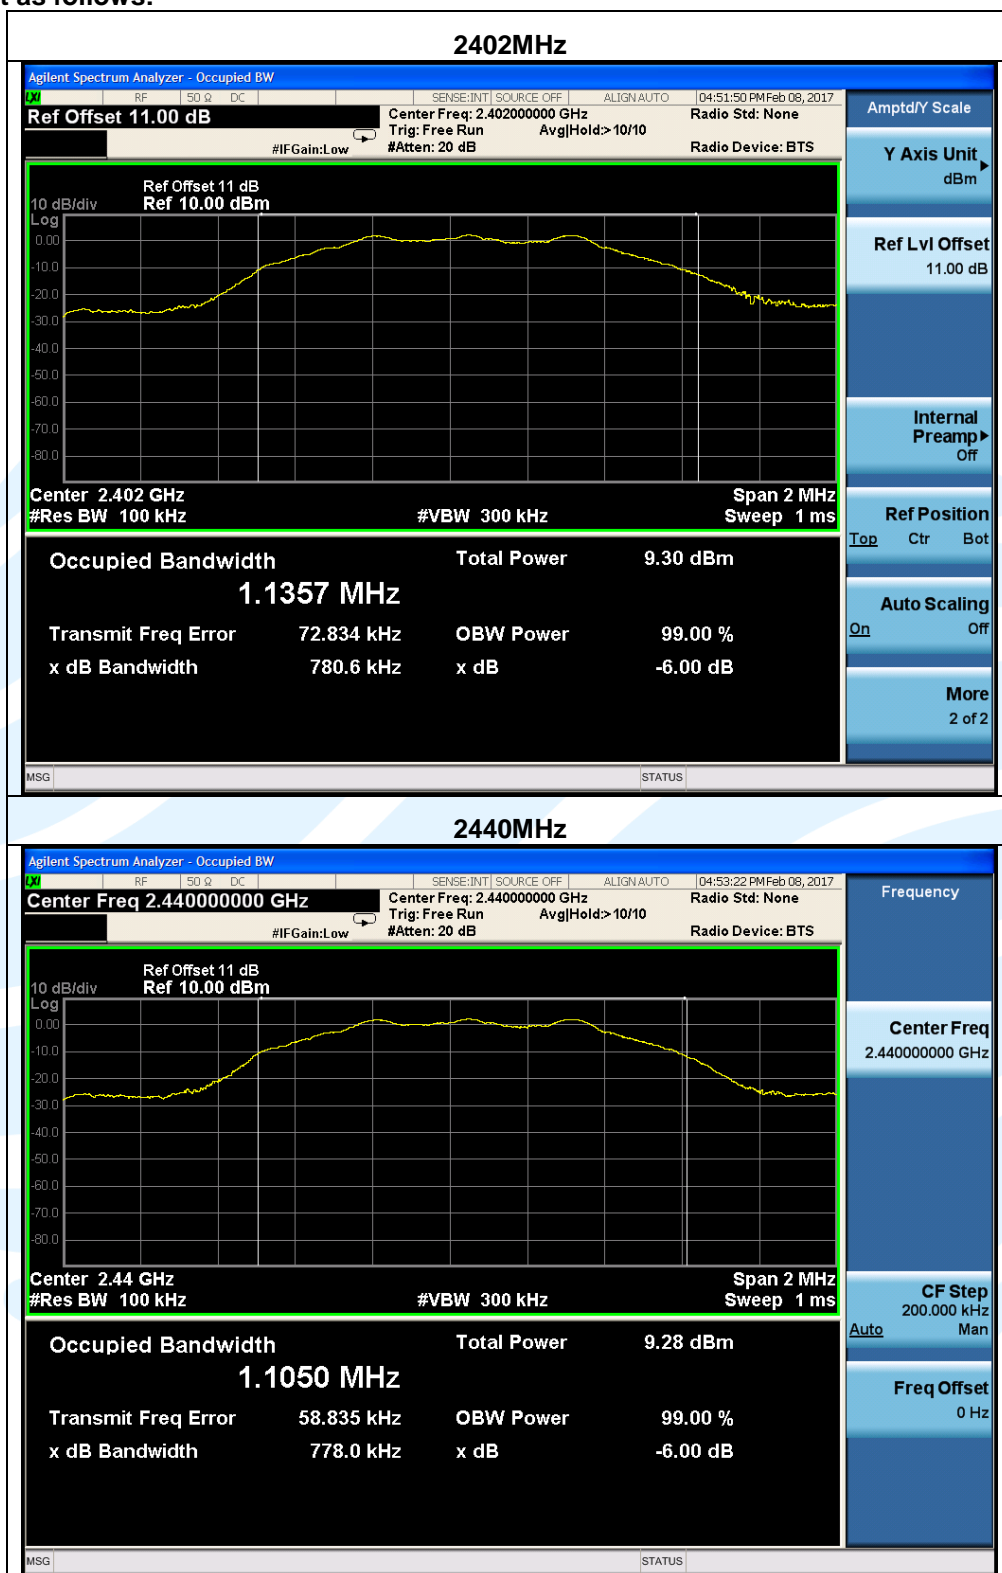 t as follows:
2402MHz
Agilent Spectrum Analyzer - Occupied BW
LXI RF 50 Ω DC SENSE:INT SOURCE OFF ALIGN AUTO 04:51:50 PM Feb 08, 2017
Ref Offset 11.00 dB
Center Freq: 2.402000000 GHz
Radio Std: None
Trig: Free Run Avg|Hold:>10/10
#IFGain:Low #Atten: 20 dB
Radio Device: BTS
Ref Offset 11 dB
10 dB/div Ref 10.00 dBm
Log
0.00
-10.0
-20.0
-30.0
-40.0
-50.0
-60.0
-70.0
-80.0
Center 2.402 GHz Span 2 MHz
#Res BW 100 kHz #VBW 300 kHz Sweep 1 ms
Occupied Bandwidth Total Power 9.30 dBm
1.1357 MHz
Transmit Freq Error 72.834 kHz OBW Power 99.00 %
x dB Bandwidth 780.6 kHz x dB -6.00 dB
MSG STATUS
Amptd/Y Scale
Y Axis Unit
dBm
Ref Lvl Offset
11.00 dB
Internal
Preamp
Off
Ref Position
Top Ctr Bot
Auto Scaling
On Off
More
2 of 2
2440MHz
Agilent Spectrum Analyzer - Occupied BW
LXI RF 50 Ω DC SENSE:INT SOURCE OFF ALIGN AUTO 04:53:22 PM Feb 08, 2017
Center Freq 2.440000000 GHz
Center Freq: 2.440000000 GHz
Radio Std: None
Trig: Free Run Avg|Hold:>10/10
#IFGain:Low #Atten: 20 dB
Radio Device: BTS
Ref Offset 11 dB
10 dB/div Ref 10.00 dBm
Log
0.00
-10.0
-20.0
-30.0
-40.0
-50.0
-60.0
-70.0
-80.0
Center 2.44 GHz Span 2 MHz
#Res BW 100 kHz #VBW 300 kHz Sweep 1 ms
Occupied Bandwidth Total Power 9.28 dBm
1.1050 MHz
Transmit Freq Error 58.835 kHz OBW Power 99.00 %
x dB Bandwidth 778.0 kHz x dB -6.00 dB
MSG STATUS
Frequency
Center Freq
2.440000000 GHz
CF Step
200.000 kHz
Auto Man
Freq Offset
0 Hz